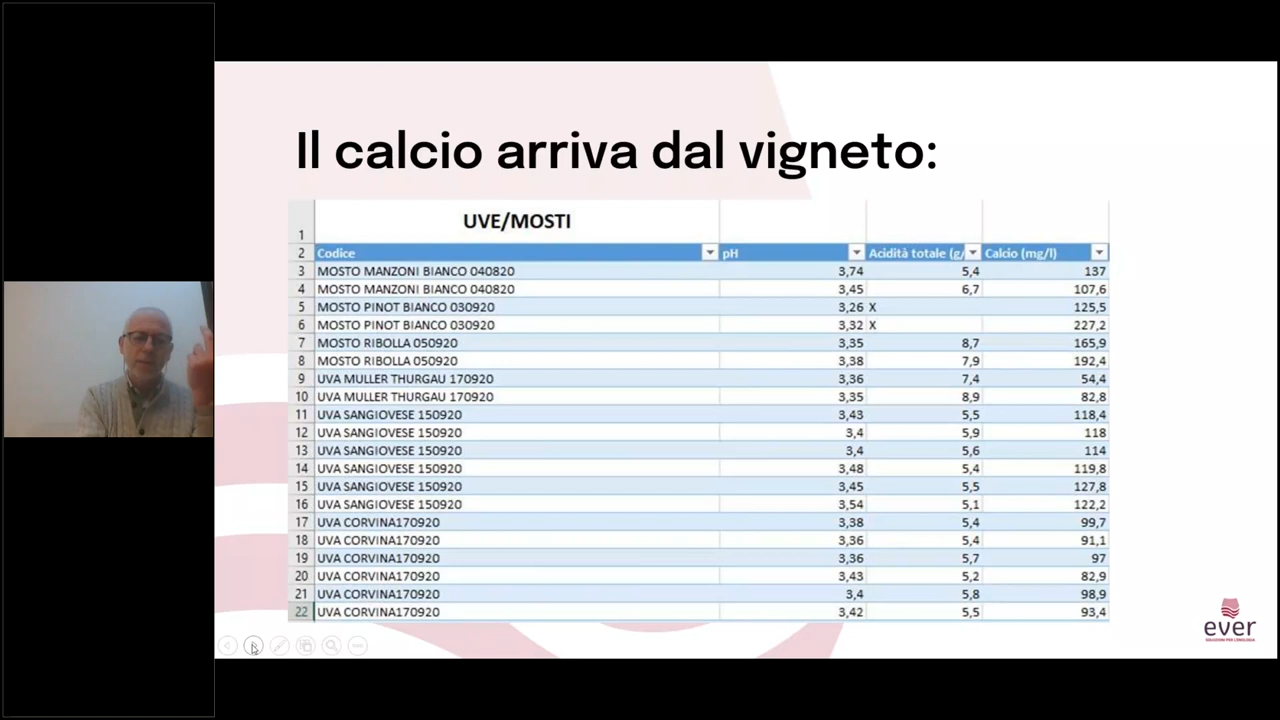 Il calcio arriva dal vigneto:
1 UVE/MOSTI
2 Codice pH Acidità totale (g/ Calcio (mg/l)
3 MOSTO MANZONI BIANCO 040820 3,74 5,4 137
4 MOSTO MANZONI BIANCO 040820 3,45 6,7 107,6
5 MOSTO PINOT BIANCO 030920 3,26 X 125,5
6 MOSTO PINOT BIANCO 030920 3,32 X 227,2
7 MOSTO RIBOLLA 050920 3,35 8,7 165,9
8 MOSTO RIBOLLA 050920 3,38 7,9 192,4
9 UVA MULLER THURGAU 170920 3,36 7,4 54,4
10 UVA MULLER THURGAU 170920 3,35 8,9 82,8
11 UVA SANGIOVESE 150920 3,43 5,5 118,4
12 UVA SANGIOVESE 150920 3,4 5,9 118
13 UVA SANGIOVESE 150920 3,4 5,6 114
14 UVA SANGIOVESE 150920 3,48 5,4 119,8
15 UVA SANGIOVESE 150920 3,45 5,5 127,8
16 UVA SANGIOVESE 150920 3,54 5,1 122,2
17 UVA CORVINA170920 3,38 5,4 99,7
18 UVA CORVINA170920 3,36 5,4 91,1
19 UVA CORVINA170920 3,36 5,7 97
20 UVA CORVINA170920 3,43 5,2 82,9
21 UVA CORVINA170920 3,4 5,8 98,9
22 UVA CORVINA170920 3,42 5,5 93,4
ever
SOLUZIONI PER L'ENOLOGIA